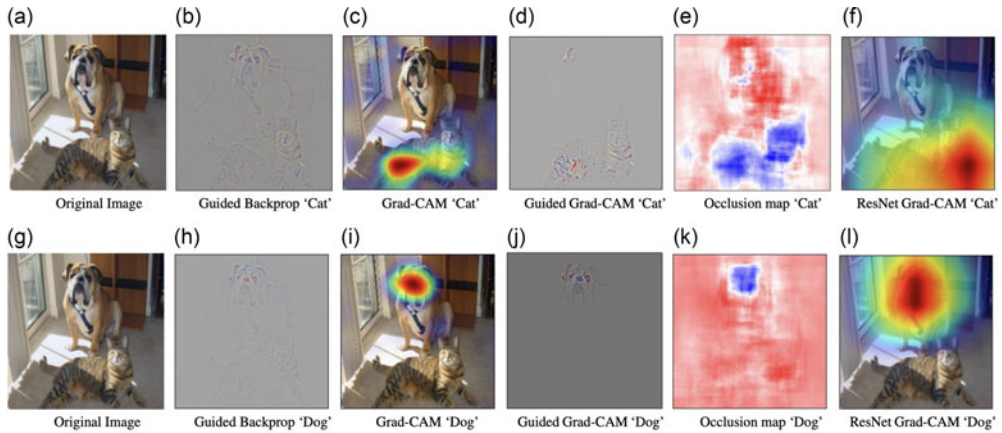 (a) (b) (c) (d) (e) (f)
Original Image Guided Backprop ‘Cat’ Grad-CAM ‘Cat’ Guided Grad-CAM ‘Cat’ Occlusion map ‘Cat’ ResNet Grad-CAM ‘Cat’
(g) (h) (i) (j) (k) (l)
Original Image Guided Backprop ‘Dog’ Grad-CAM ‘Dog’ Guided Grad-CAM ‘Dog’ Occlusion map ‘Dog’ ResNet Grad-CAM ‘Dog’